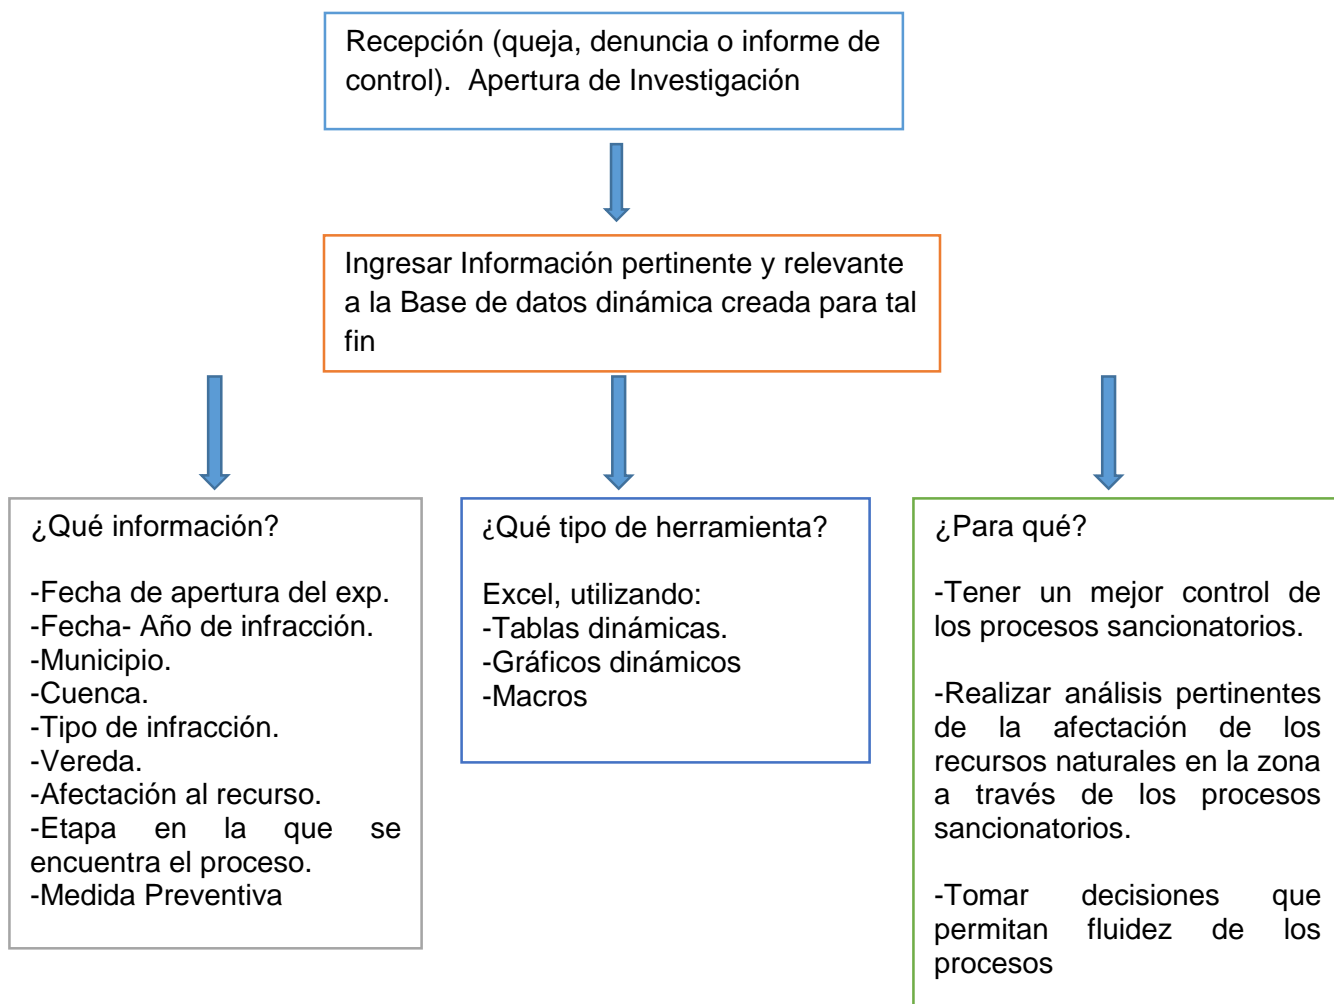 Recepción (queja, denuncia o informe de
control). Apertura de Investigación
Ingresar Información pertinente y relevante
a la Base de datos dinámica creada para tal
fin
¿Qué información?
-Fecha de apertura del exp.
-Fecha- Año de infracción.
-Municipio.
-Cuenca.
-Tipo de infracción.
-Vereda.
-Afectación al recurso.
-Etapa en la que se
encuentra el proceso.
-Medida Preventiva
¿Qué tipo de herramienta?
Excel, utilizando:
-Tablas dinámicas.
-Gráficos dinámicos
-Macros
¿Para qué?
-Tener un mejor control de
los procesos sancionatorios.
-Realizar análisis pertinentes
de la afectación de los
recursos naturales en la zona
a través de los procesos
sancionatorios.
-Tomar decisiones que
permitan fluidez de los
procesos